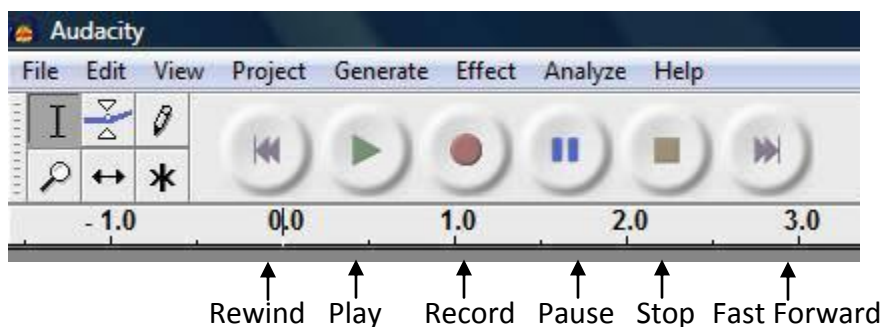 Audacity
File Edit View Project Generate Effect Analyze Help
- 1.0 0.0 1.0 2.0 3.0
Rewind Play Record Pause Stop Fast Forward